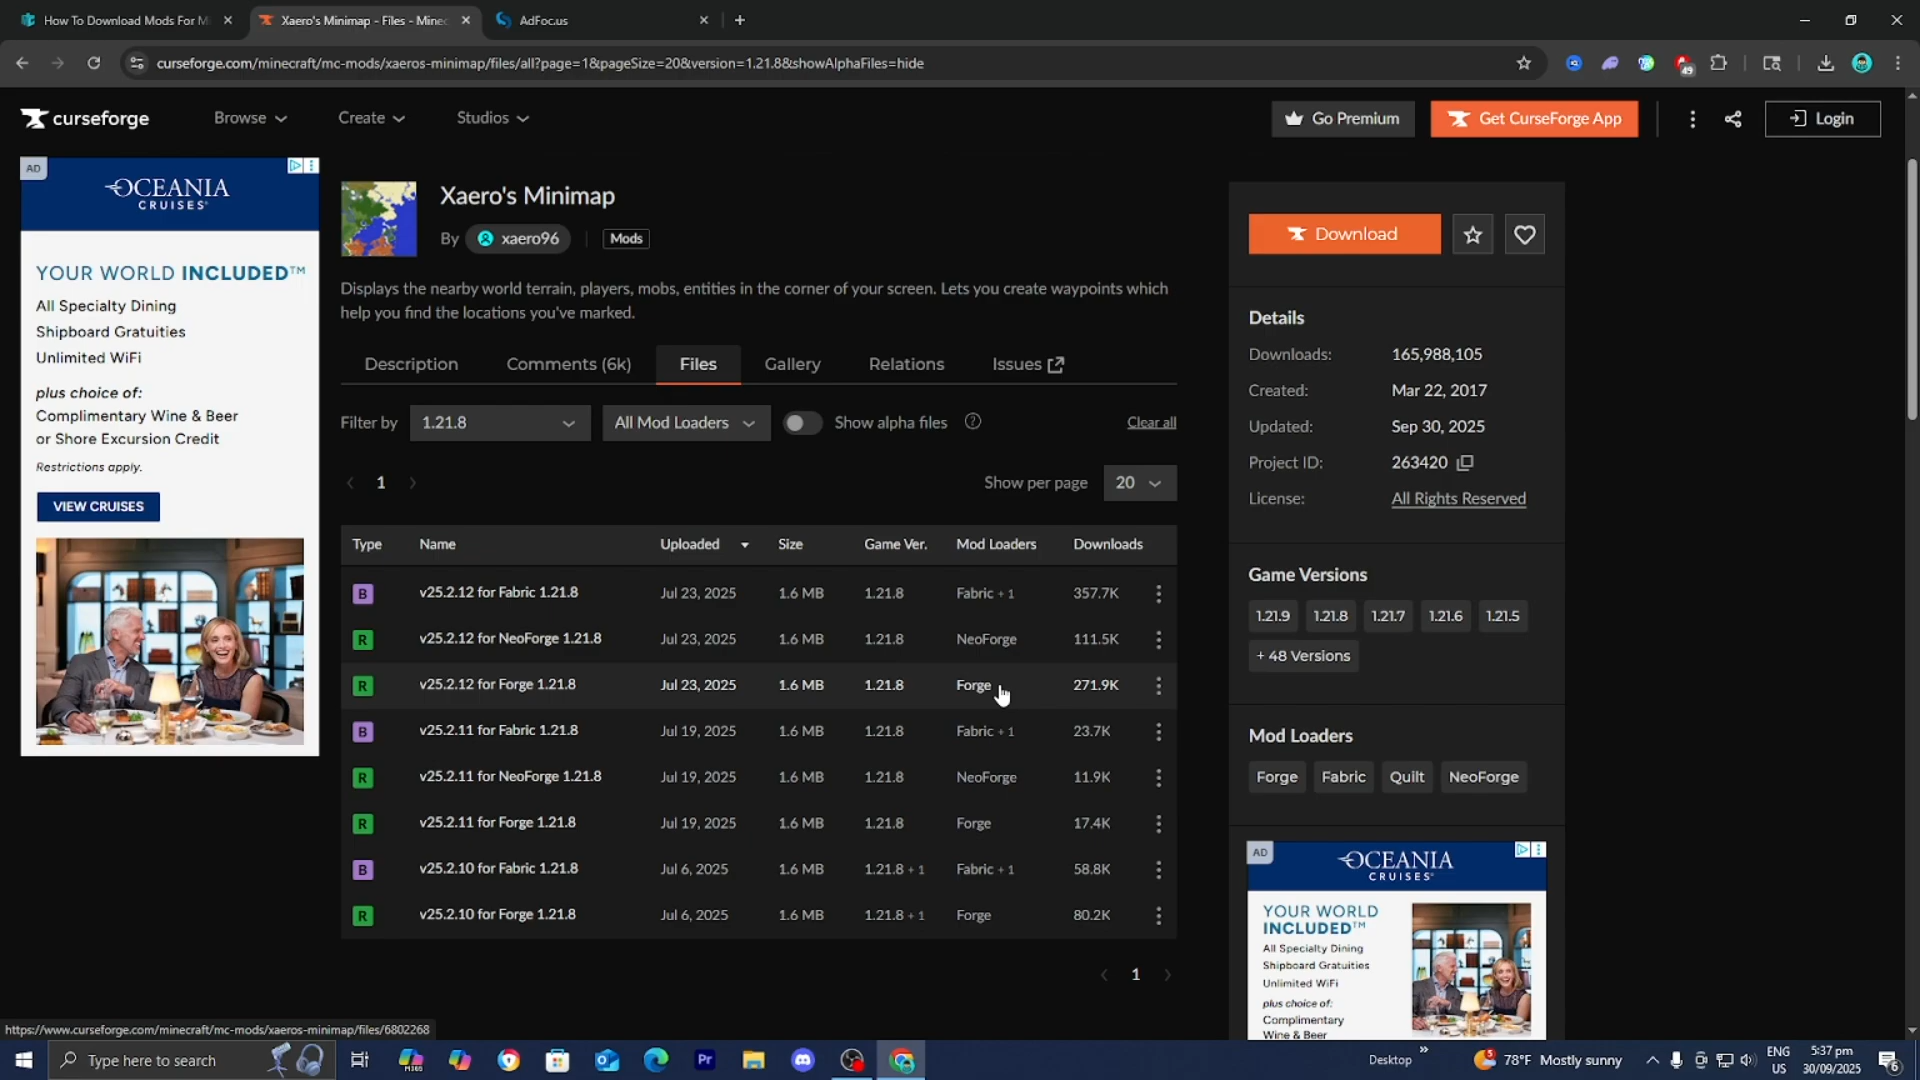 How To Download Mods For M
Xaero's Minimap - Files - Minec
AdFoc.us
curseforge.com/minecraft/mc-mods/xaeros-minimap/files/all?page=1&pageSize=20&version=1.21.8&showAlphaFiles=hide
49
curseforge
Browse
Create
Studios
Go Premium
Get CurseForge App
Login
AD
OCEANIA
CRUISES®
YOUR WORLD INCLUDED™
All Specialty Dining
Shipboard Gratuities
Unlimited WiFi
plus choice of:
Complimentary Wine & Beer
or Shore Excursion Credit
Restrictions apply.
VIEW CRUISES
Xaero's Minimap
By xaero96 Mods
Displays the nearby world terrain, players, mobs, entities in the corner of your screen. Lets you create waypoints which
help you find the locations you've marked.
Description Comments (6k) Files Gallery Relations Issues
Filter by 1.21.8 All Mod Loaders Show alpha files ? Clear all
1 Show per page 20
Type Name Uploaded Size Game Ver. Mod Loaders Downloads
B v25.2.12 for Fabric 1.21.8 Jul 23, 2025 1.6 MB 1.21.8 Fabric + 1 357.7K
R v25.2.12 for NeoForge 1.21.8 Jul 23, 2025 1.6 MB 1.21.8 NeoForge 111.5K
R v25.2.12 for Forge 1.21.8 Jul 23, 2025 1.6 MB 1.21.8 Forge 271.9K
B v25.2.11 for Fabric 1.21.8 Jul 19, 2025 1.6 MB 1.21.8 Fabric + 1 23.7K
R v25.2.11 for NeoForge 1.21.8 Jul 19, 2025 1.6 MB 1.21.8 NeoForge 11.9K
R v25.2.11 for Forge 1.21.8 Jul 19, 2025 1.6 MB 1.21.8 Forge 17.4K
B v25.2.10 for Fabric 1.21.8 Jul 6, 2025 1.6 MB 1.21.8 + 1 Fabric + 1 58.8K
R v25.2.10 for Forge 1.21.8 Jul 6, 2025 1.6 MB 1.21.8 + 1 Forge 80.2K
1
Download
Details
Downloads: 165,988,105
Created: Mar 22, 2017
Updated: Sep 30, 2025
Project ID: 263420
License: All Rights Reserved
Game Versions
1.21.9 1.21.8 1.21.7 1.21.6 1.21.5
+ 48 Versions
Mod Loaders
Forge Fabric Quilt NeoForge
AD
OCEANIA
CRUISES®
YOUR WORLD
INCLUDED™
All Specialty Dining
Shipboard Gratuities
Unlimited WiFi
plus choice of:
Complimentary
Wine & Beer
https://www.curseforge.com/minecraft/mc-mods/xaeros-minimap/files/6802268
Type here to search
M365
Pr
Desktop
5
78°F Mostly sunny
ENG
US
5:37 pm
30/09/2025
6